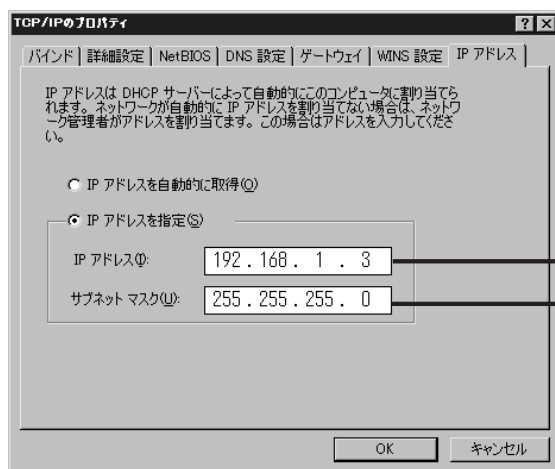 TCP/IPのプロパティ
バインド 詳細設定 NetBIOS DNS 設定 ゲートウェイ WINS 設定 IP アドレス
IP アドレスは DHCP サーバーによって自動的にこのコンピュータに割り当てら
れます。ネットワークが自動的に IP アドレスを割り当てない場合は、ネットワ
ーク管理者がアドレスを割り当てます。この場合はアドレスを入力してくださ
い。
IP アドレスを自動的に取得(O)
IP アドレスを指定(S)
IP アドレス(I): 192 . 168 . 1 . 3
サブネット マスク(U): 255 . 255 . 255 . 0
OK キャンセル